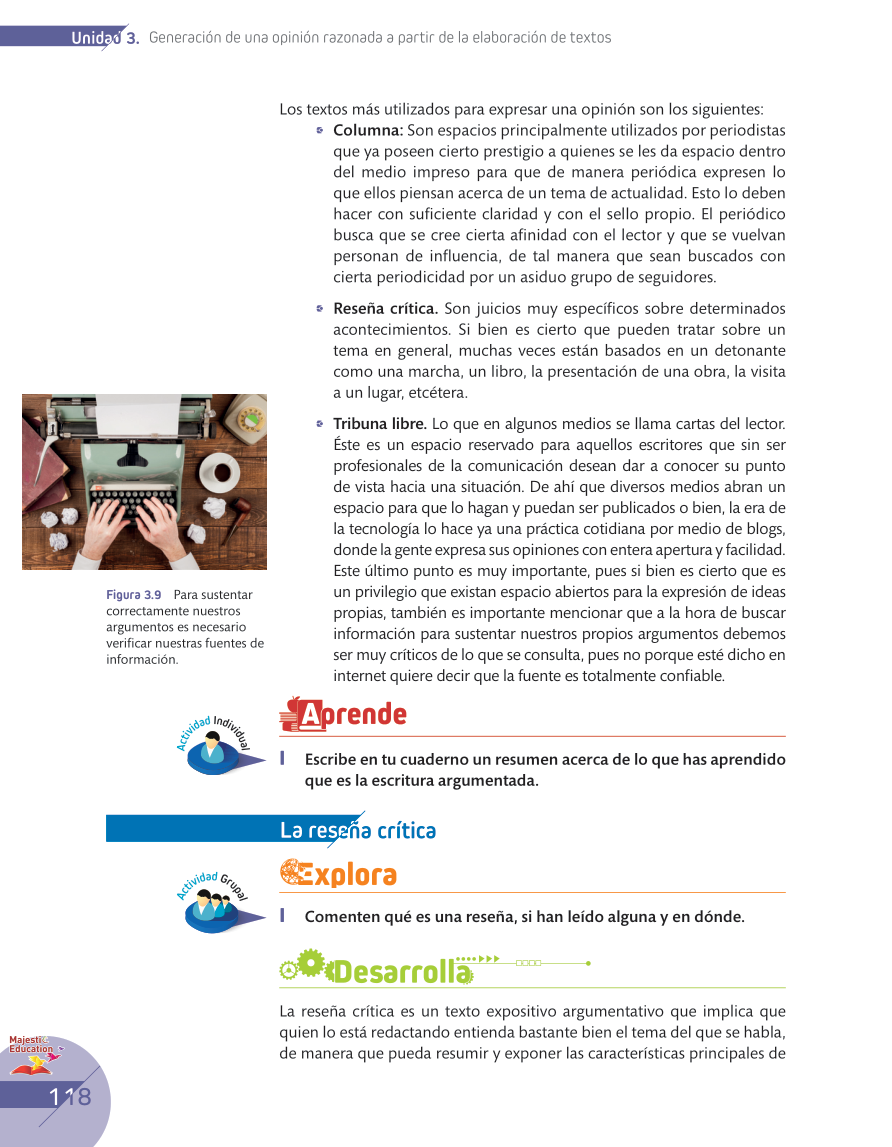 Unidad 3. Generación de una opinión razonada a partir de la elaboración de textos
Los textos más utilizados para expresar una opinión son los siguientes:
Columna: Son espacios principalmente utilizados por periodistas
que ya poseen cierto prestigio a quienes se les da espacio dentro
del medio impreso para que de manera periódica expresen lo
que ellos piensan acerca de un tema de actualidad. Esto lo deben
hacer con suficiente claridad y con el sello propio. El periódico
busca que se cree cierta afinidad con el lector y que se vuelvan
personan de influencia, de tal manera que sean buscados con
cierta periodicidad por un asiduo grupo de seguidores.
Reseña crítica. Son juicios muy específicos sobre determinados
acontecimientos. Si bien es cierto que pueden tratar sobre un
tema en general, muchas veces están basados en un detonante
como una marcha, un libro, la presentación de una obra, la visita
a un lugar, etcétera.
Tribuna libre. Lo que en algunos medios se llama cartas del lector.
Éste es un espacio reservado para aquellos escritores que sin ser
profesionales de la comunicación desean dar a conocer su punto
de vista hacia una situación. De ahí que diversos medios abran un
espacio para que lo hagan y puedan ser publicados o bien, la era de
la tecnología lo hace ya una práctica cotidiana por medio de blogs,
donde la gente expresa sus opiniones con entera apertura y facilidad.
Este último punto es muy importante, pues si bien es cierto que es
un privilegio que existan espacio abiertos para la expresión de ideas
propias, también es importante mencionar que a la hora de buscar
información para sustentar nuestros propios argumentos debemos
ser muy críticos de lo que se consulta, pues no porque esté dicho en
internet quiere decir que la fuente es totalmente confiable.
Figura 3.9 Para sustentar
correctamente nuestros
argumentos es necesario
verificar nuestras fuentes de
información.
Aprende
Actividad Individual
Escribe en tu cuaderno un resumen acerca de lo que has aprendido
que es la escritura argumentada.
La reseña crítica
Explora
Actividad Grupal
Comenten qué es una reseña, si han leído alguna y en dónde.
Desarrolla
La reseña crítica es un texto expositivo argumentativo que implica que
quien lo está redactando entienda bastante bien el tema del que se habla,
de manera que pueda resumir y exponer las características principales de
Majestic
Education
118